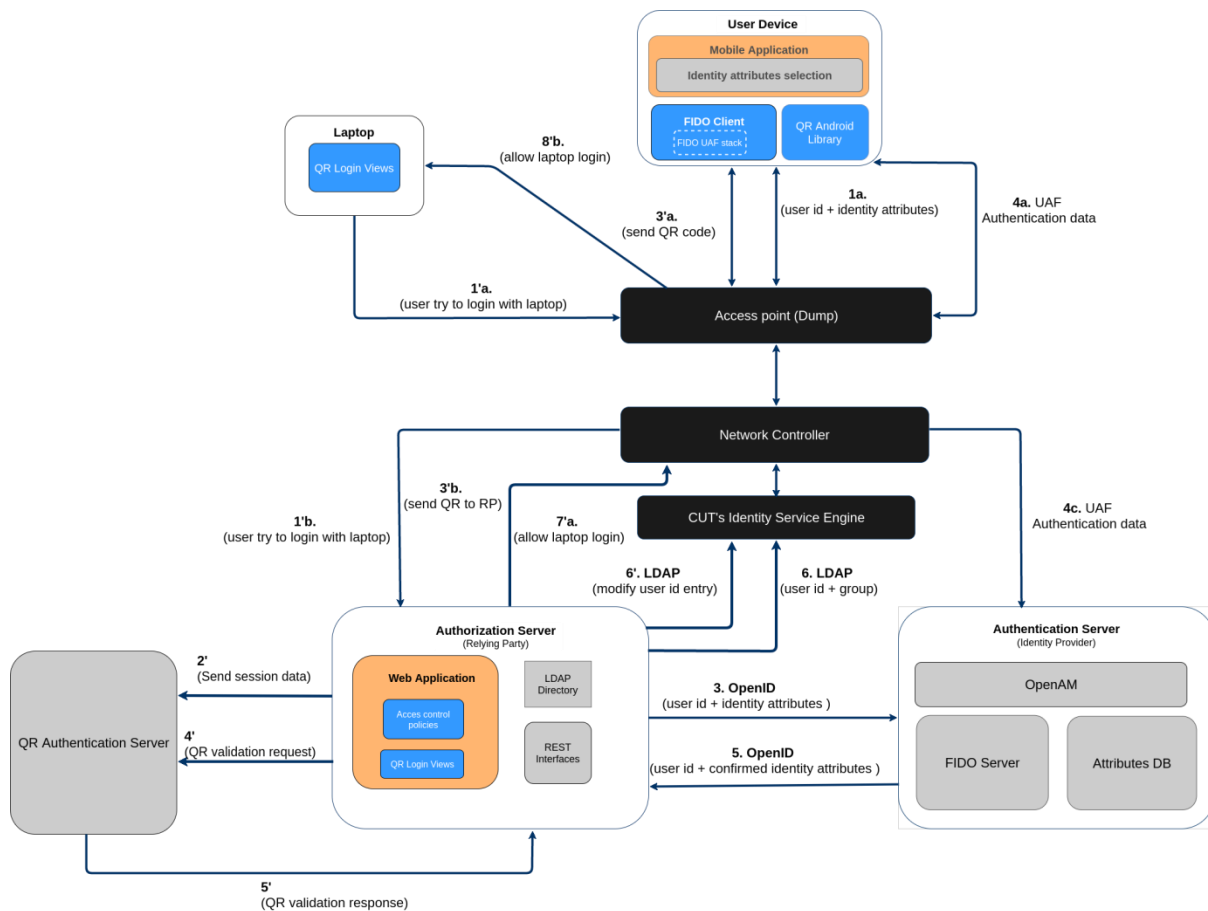 User Device
Mobile Application
Identity attributes selection
FIDO Client
FIDO UAF stack
QR Android
Library
Laptop
QR Login Views
8'b.
(allow laptop login)
3'a.
(send QR code)
1a.
(user id + identity attributes)
4a. UAF
Authentication data
1'a.
(user try to login with laptop)
Access point (Dump)
Network Controller
3'b.
(send QR to RP)
1'b.
(user try to login with laptop)
7'a.
(allow laptop login)
CUT's Identity Service Engine
4c. UAF
Authentication data
6'. LDAP
(modify user id entry)
6. LDAP
(user id + group)
Authorization Server
(Relying Party)
Web Application
Acces control
policies
QR Login Views
LDAP
Directory
REST
Interfaces
Authentication Server
(Identity Provider)
OpenAM
FIDO Server
Attributes DB
QR Authentication Server
2'
(Send session data)
4'
(QR validation request)
3. OpenID
(user id + identity attributes )
5. OpenID
(user id + confirmed identity attributes )
5'
(QR validation response)